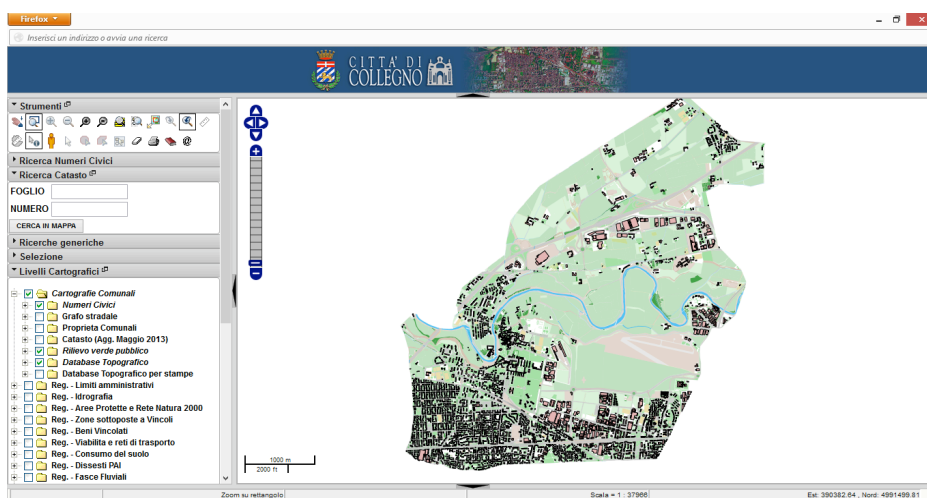 Firefox
Inserisci un indirizzo o avvia una ricerca
CITTA' DI
COLLEGNO
Strumenti
Ricerca Numeri Civici
Ricerca Catasto
FOGLIO
NUMERO
CERCA IN MAPPA
Ricerche generiche
Selezione
Livelli Cartografici
Cartografie Comunali
Numeri Civici
Grafo stradale
Proprieta Comunali
Catasto (Agg. Maggio 2013)
Rilievo verde pubblico
Database Topografico
Database Topografico per stampe
Reg. - Limiti amministrativi
Reg. - Idrografia
Reg. - Aree Protette e Rete Natura 2000
Reg. - Zone sottoposte a Vincoli
Reg. - Beni Vincolati
Reg. - Viabilita e reti di trasporto
Reg. - Consumo del suolo
Reg. - Dissesti PAI
Reg. - Fasce Fluviali
1000 m
2000 ft
Zoom su rettangolo
Scala = 1 : 37966
Est: 390382.64 , Nord: 4991499.81